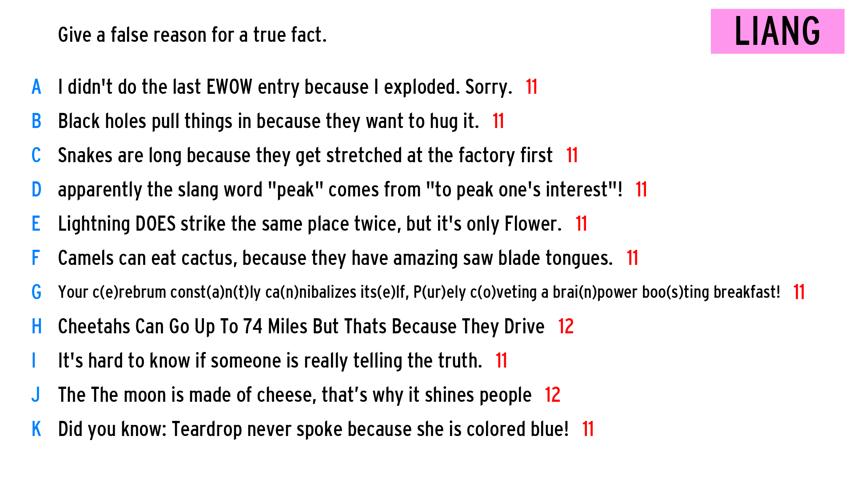 Give a false reason for a true fact.
LIANG
A I didn't do the last EWOW entry because I exploded. Sorry. 11
B Black holes pull things in because they want to hug it. 11
C Snakes are long because they get stretched at the factory first 11
D apparently the slang word "peak" comes from "to peak one's interest"! 11
E Lightning DOES strike the same place twice, but it's only Flower. 11
F Camels can eat cactus, because they have amazing saw blade tongues. 11
G Your c(e)rebrum const(a)n(t)ly ca(n)nibalizes its(e)lf, P(ur)ely c(o)veting a brai(n)power boo(s)ting breakfast! 11
H Cheetahs Can Go Up To 74 Miles But Thats Because They Drive 12
I It's hard to know if someone is really telling the truth. 11
J The The moon is made of cheese, that’s why it shines people 12
K Did you know: Teardrop never spoke because she is colored blue! 11